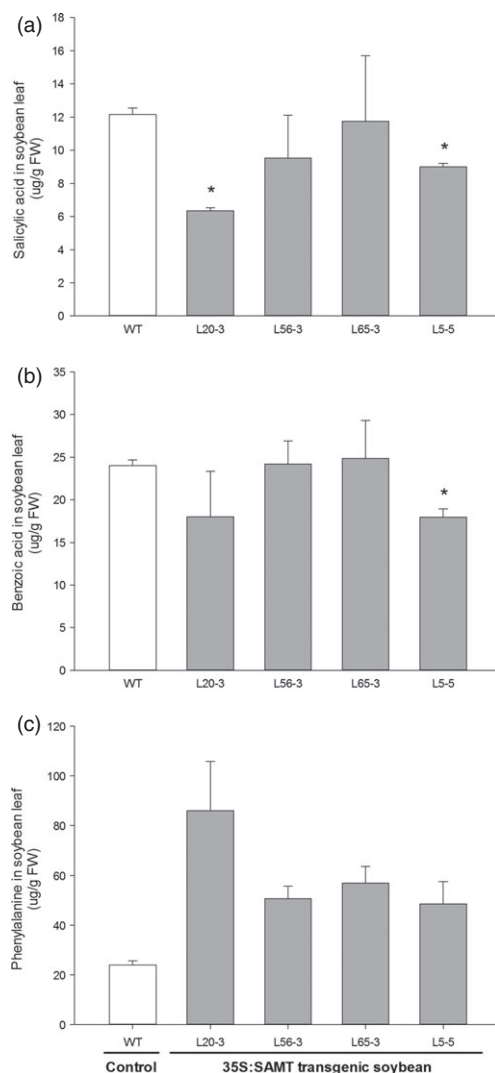 (a)
Salicylic acid in soybean leaf
(ug/g FW)
18
16
14
12
10
8
6
4
2
0
*
*
WT L20-3 L56-3 L65-3 L5-5
(b)
Benzoic acid in soybean leaf
(ug/g FW)
35
30
25
20
15
10
5
0
*
WT L20-3 L56-3 L65-3 L5-5
(c)
Phenylalanine in soybean leaf
(ug/g FW)
120
100
80
60
40
20
0
WT L20-3 L56-3 L65-3 L5-5
Control 35S:SAMT transgenic soybean